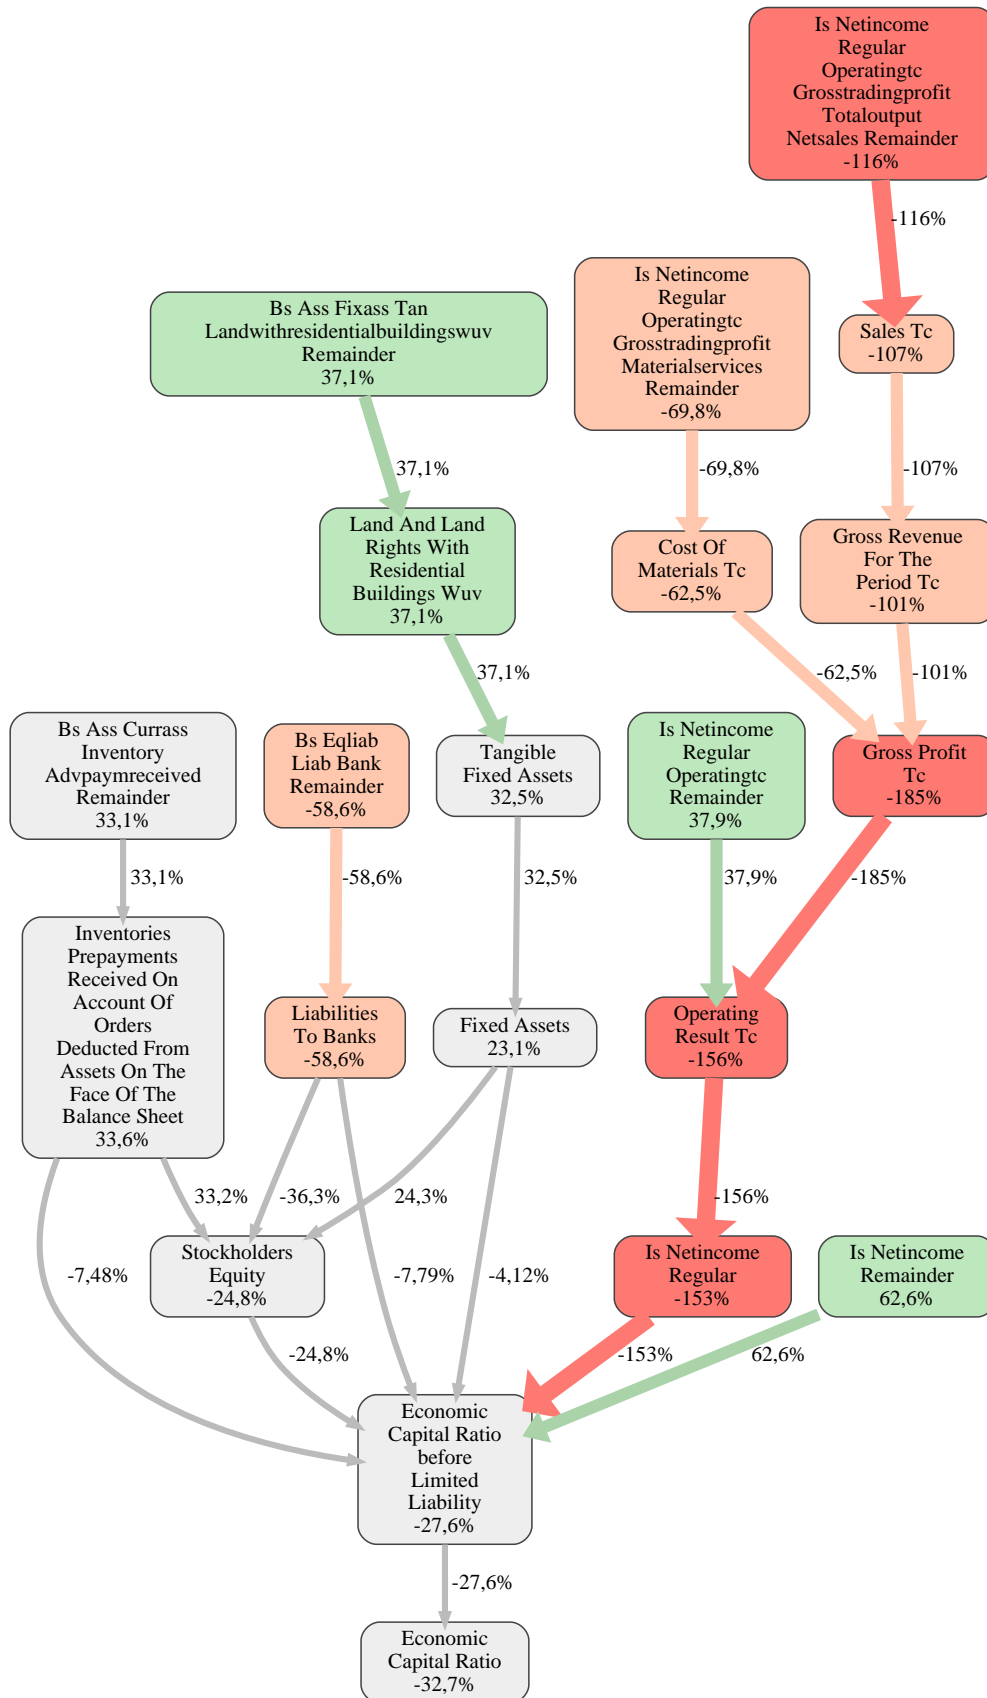 Is Netincome
Regular
Operatingtc
Grosstradingprofit
Totaloutput
Netsales Remainder
-116%
-116%
Bs Ass Fixass Tan
Landwithresidentialbuildingswuv
Remainder
37,1%
Is Netincome
Regular
Operatingtc
Grosstradingprofit
Materialservices
Remainder
-69,8%
Sales Tc
-107%
37,1%
-69,8%
-107%
Land And Land
Rights With
Residential
Buildings Wuv
37,1%
Cost Of
Materials Tc
-62,5%
Gross Revenue
For The
Period Tc
-101%
37,1%
-62,5%
-101%
Bs Ass Currass
Inventory
Advpaymreceived
Remainder
33,1%
Bs Eqliab
Liab Bank
Remainder
-58,6%
Tangible
Fixed Assets
32,5%
Is Netincome
Regular
Operatingtc
Remainder
37,9%
Gross Profit
Tc
-185%
33,1%
-58,6%
32,5%
37,9%
-185%
Inventories
Prepayments
Received On
Account Of
Orders
Deducted From
Assets On The
Face Of The
Balance Sheet
33,6%
Liabilities
To Banks
-58,6%
Fixed Assets
23,1%
Operating
Result Tc
-156%
33,2%
-36,3%
24,3%
-156%
Stockholders
Equity
-24,8%
Is Netincome
Regular
-153%
Is Netincome
Remainder
62,6%
-7,48%
-7,79%
-4,12%
-24,8%
-153%
62,6%
Economic
Capital Ratio
before
Limited
Liability
-27,6%
-27,6%
Economic
Capital Ratio
-32,7%